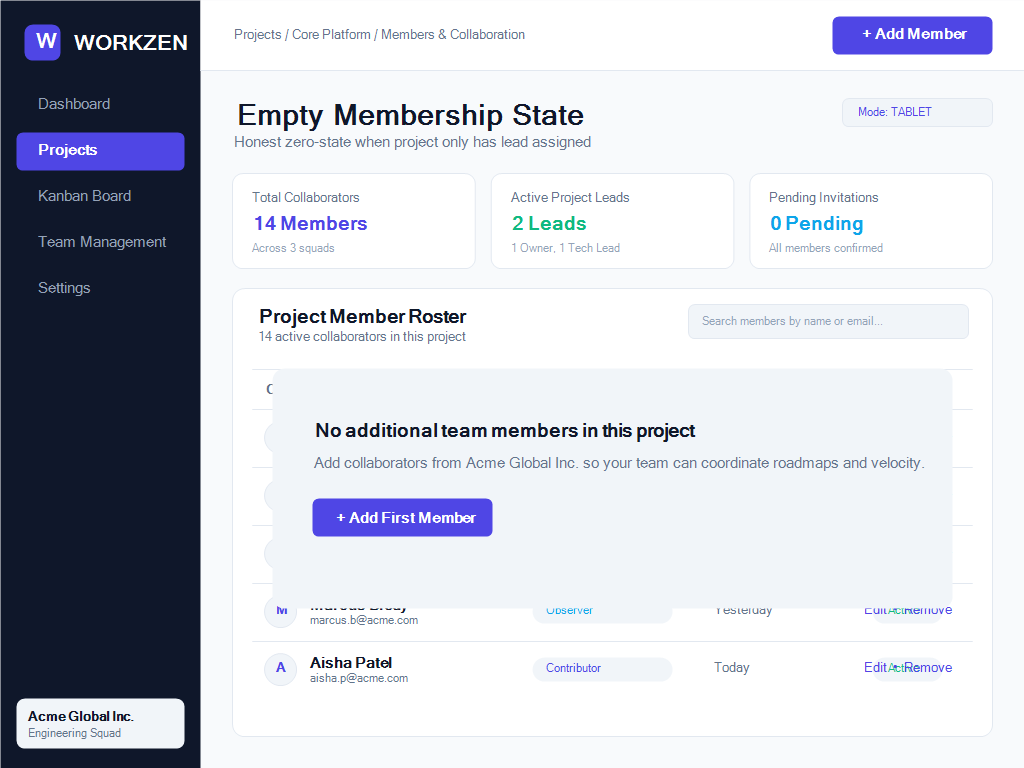 W WORKZEN
Dashboard
Projects
Kanban Board
Team Management
Settings
Acme Global Inc.
Engineering Squad
Projects / Core Platform / Members & Collaboration
+ Add Member
Empty Membership State
Honest zero-state when project only has lead assigned
Mode: TABLET
Total Collaborators
14 Members
Across 3 squads
Active Project Leads
2 Leads
1 Owner, 1 Tech Lead
Pending Invitations
0 Pending
All members confirmed
Project Member Roster
14 active collaborators in this project
Search members by name or email...
No additional team members in this project
Add collaborators from Acme Global Inc. so your team can coordinate roadmaps and velocity.
+ Add First Member
M
marcus.b@acme.com
Observer
Yesterday
Edit • Remove
A
Aisha Patel
aisha.p@acme.com
Contributor
Today
Edit • Remove